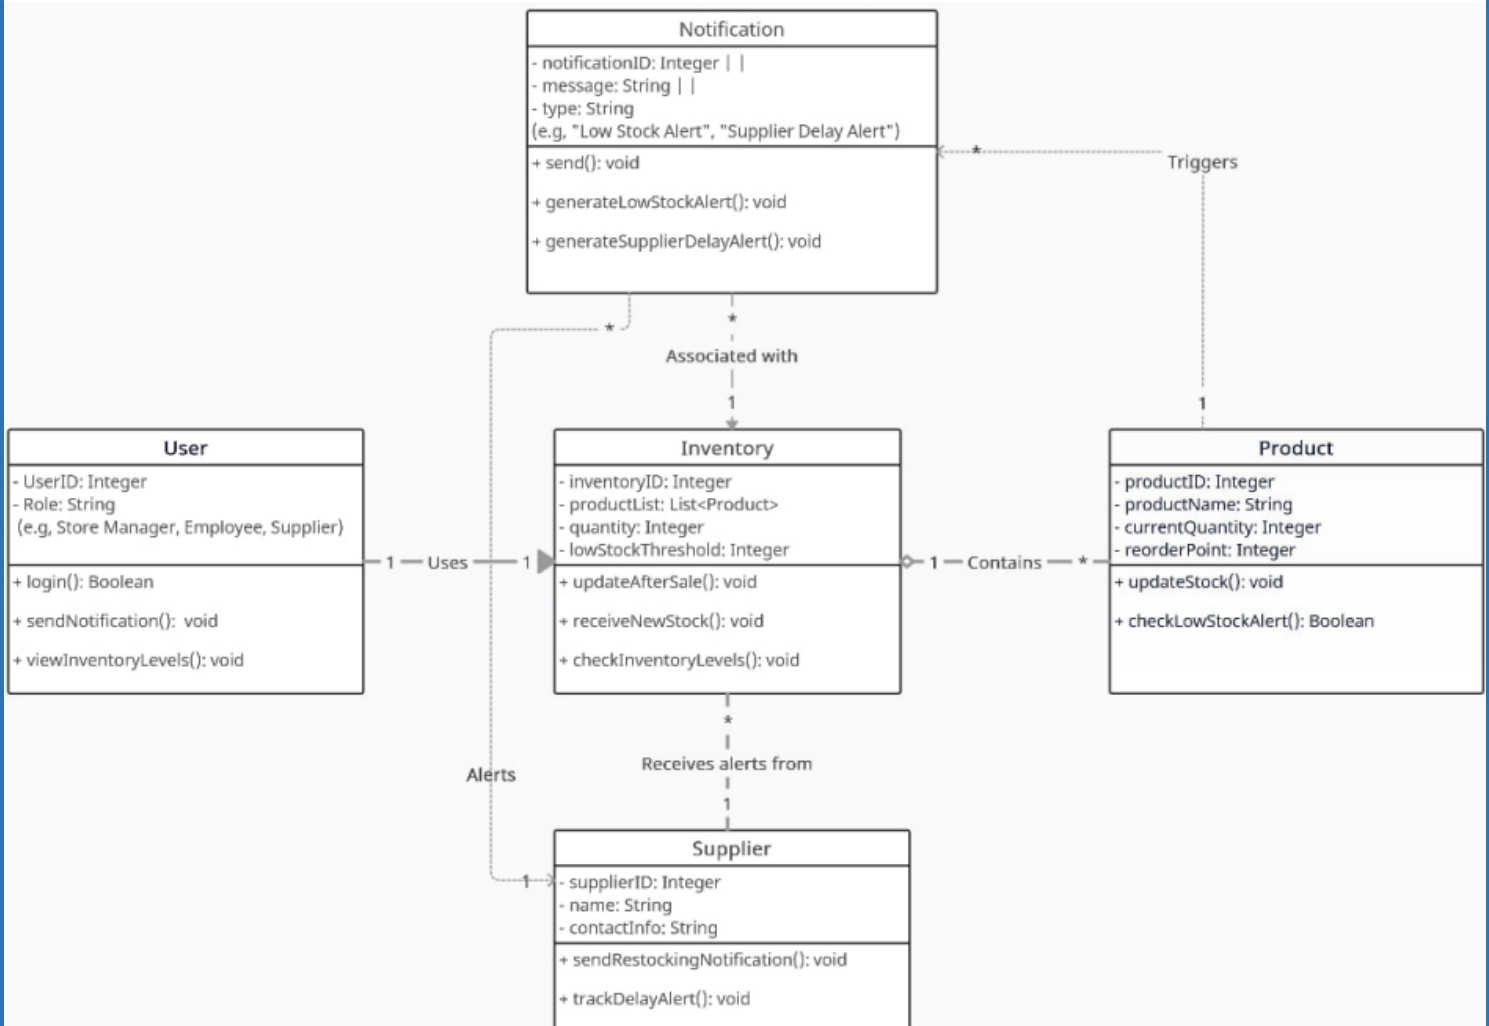 Notification
- notificationID: Integer | |
- message: String | |
- type: String
(e.g, "Low Stock Alert", "Supplier Delay Alert")
+ send(): void
+ generateLowStockAlert(): void
+ generateSupplierDelayAlert(): void
*
Triggers
*
*
Associated with
1
1
User
- UserID: Integer
- Role: String
(e.g, Store Manager, Employee, Supplier)
+ login(): Boolean
+ sendNotification():  void
+ viewInventoryLevels(): void
1
Uses
1
Inventory
- inventoryID: Integer
- productList: List<Product>
- quantity: Integer
- lowStockThreshold: Integer
+ updateAfterSale(): void
+ receiveNewStock(): void
+ checkInventoryLevels(): void
1
Contains
*
Product
- productID: Integer
- productName: String
- currentQuantity: Integer
- reorderPoint: Integer
+ updateStock(): void
+ checkLowStockAlert(): Boolean
*
Receives alerts from
1
Alerts
1
Supplier
- supplierID: Integer
- name: String
- contactInfo: String
+ sendRestockingNotification(): void
+ trackDelayAlert(): void